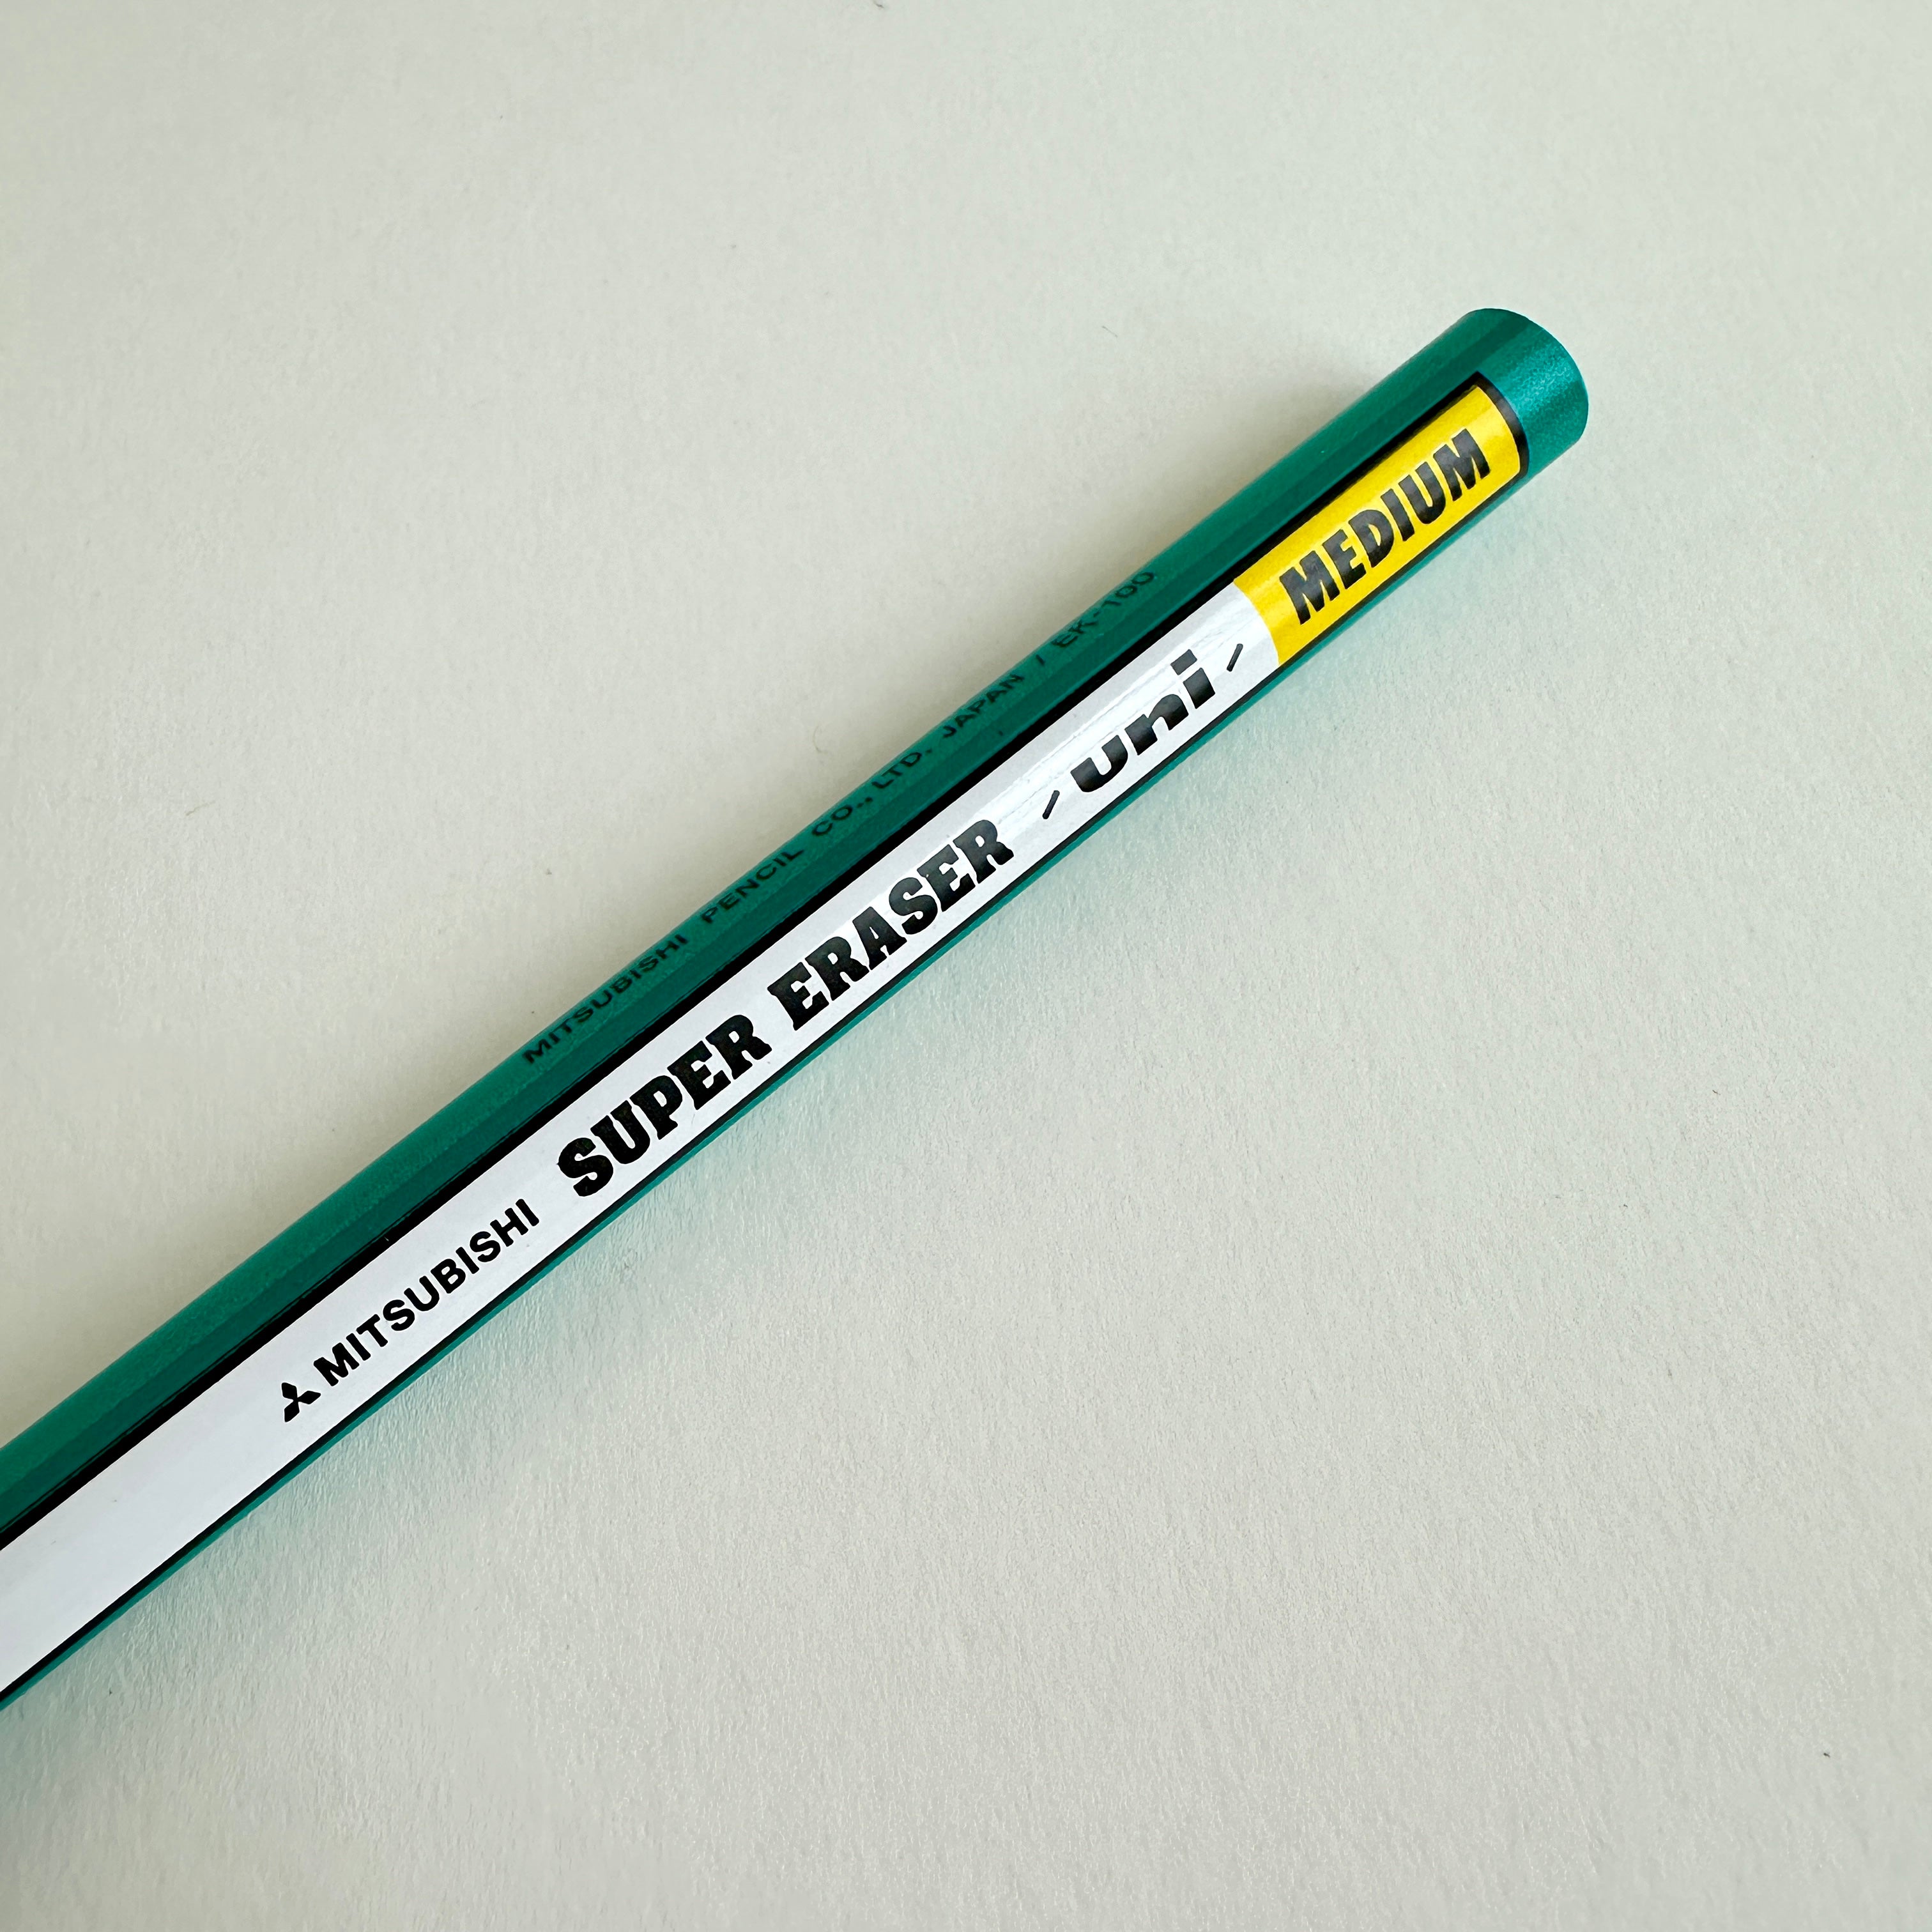 MITSUBISHI PENCIL CO., LTD. JAPAN / EK-100
MITSUBISHI SUPER ERASER -uni- MEDIUM